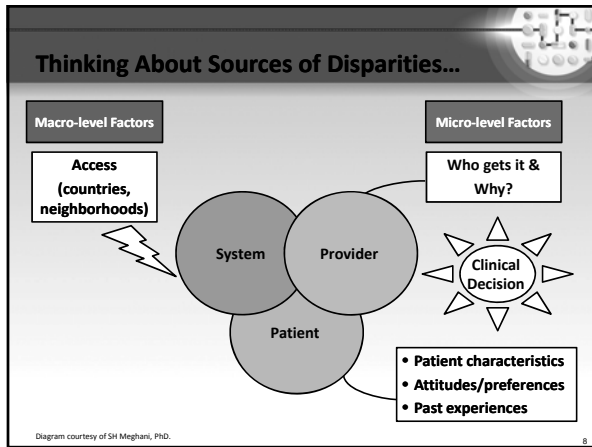 Thinking About Sources of Disparities…
Macro-level Factors
Micro-level Factors
Access
(countries,
neighborhoods)
Who gets it &
Why?
System
Provider
Clinical
Decision
Patient
• Patient characteristics
• Attitudes/preferences
• Past experiences
Diagram courtesy of SH Meghani, PhD.
8